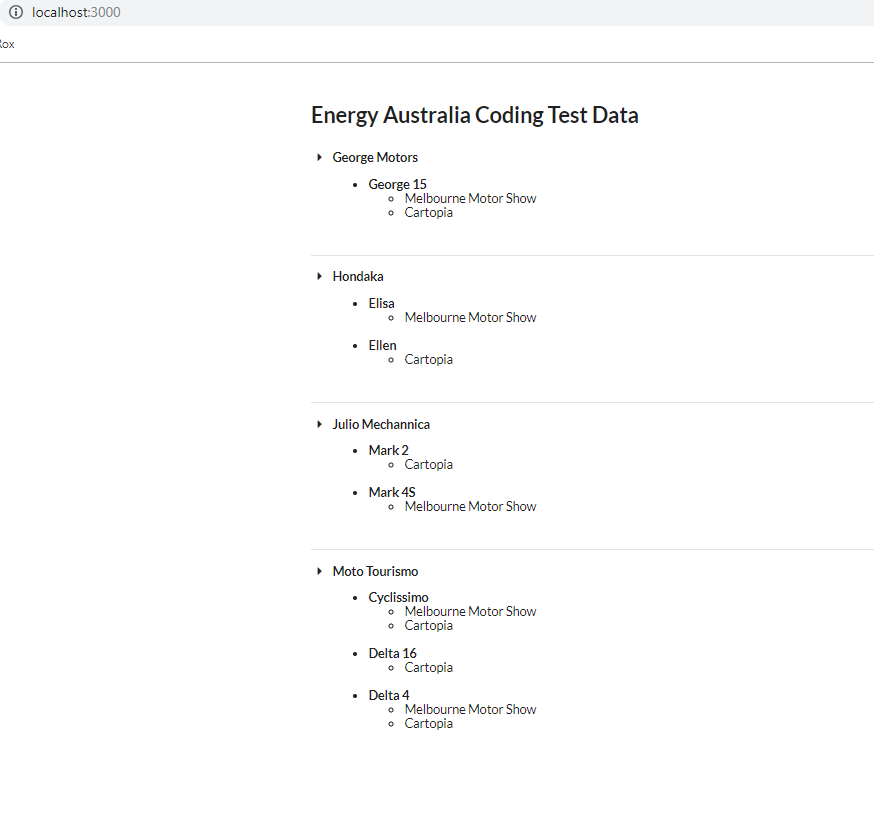 localhost:3000
Rox
Energy Australia Coding Test Data
George Motors
George 15
Melbourne Motor Show
Cartopia
Hondaka
Elisa
Melbourne Motor Show
Ellen
Cartopia
Julio Mechannica
Mark 2
Cartopia
Mark 4S
Melbourne Motor Show
Moto Tourismo
Cyclissimo
Melbourne Motor Show
Cartopia
Delta 16
Cartopia
Delta 4
Melbourne Motor Show
Cartopia